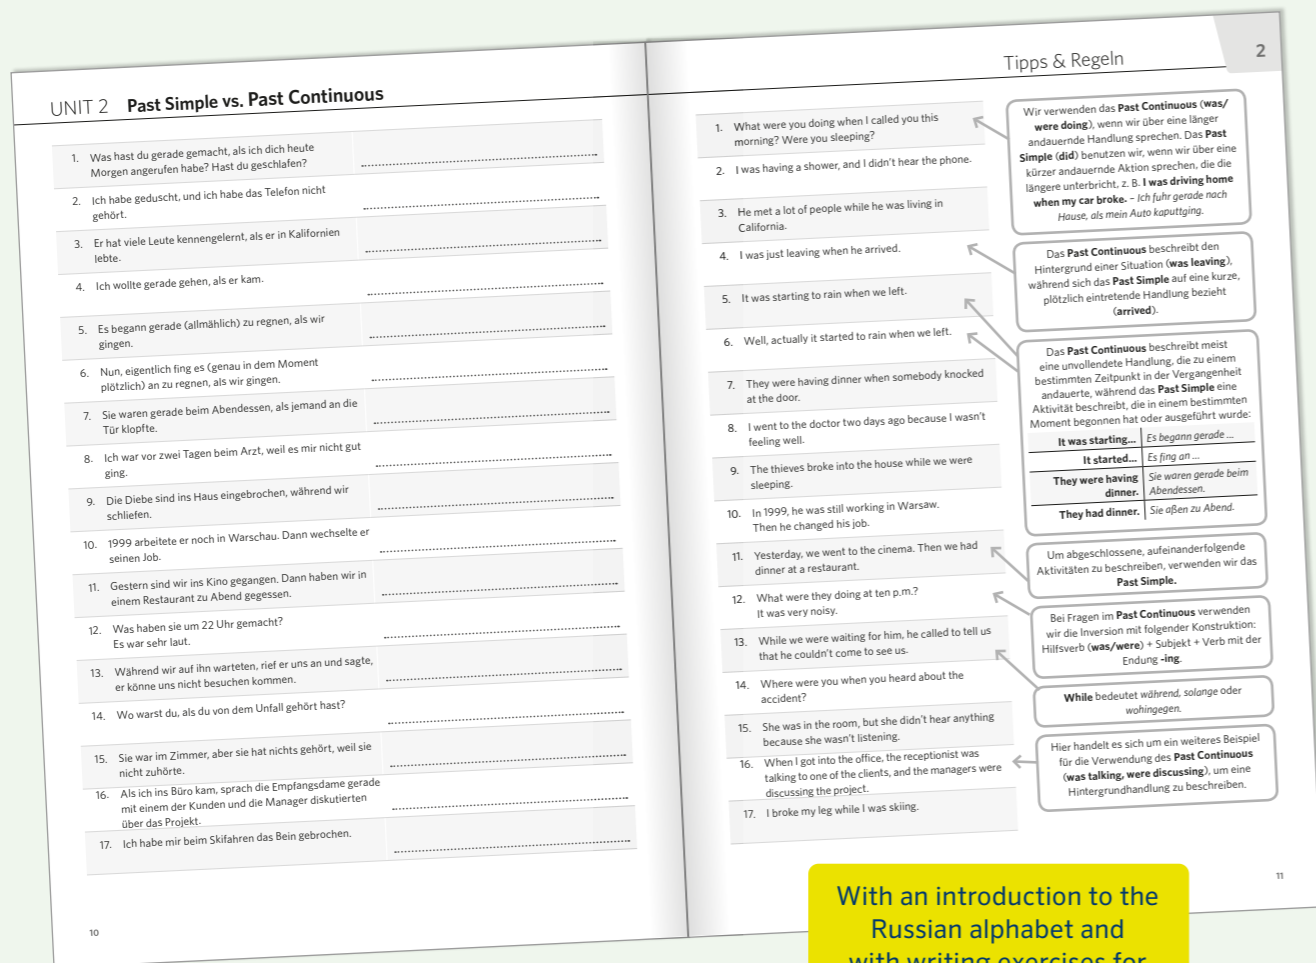 UNIT 2 Past Simple vs. Past Continuous
1. Was hast du gerade gemacht, als ich dich heute
Morgen angerufen habe? Hast du geschlafen?
2. Ich habe geduscht, und ich habe das Telefon nicht
gehört.
3. Er hat viele Leute kennengelernt, als er in Kalifornien
lebte.
4. Ich wollte gerade gehen, als er kam.
5. Es begann gerade (allmählich) zu regnen, als wir
gingen.
6. Nun, eigentlich fing es (genau in dem Moment
plötzlich) an zu regnen, als wir gingen.
7. Sie waren gerade beim Abendessen, als jemand an die
Tür klopfte.
8. Ich war vor zwei Tagen beim Arzt, weil es mir nicht gut
ging.
9. Die Diebe sind ins Haus eingebrochen, während wir
schliefen.
10. 1999 arbeitete er noch in Warschau. Dann wechselte er
seinen Job.
11. Gestern sind wir ins Kino gegangen. Dann haben wir in
einem Restaurant zu Abend gegessen.
12. Was haben sie um 22 Uhr gemacht?
Es war sehr laut.
13. Während wir auf ihn warteten, rief er uns an und sagte,
er könne uns nicht besuchen kommen.
14. Wo warst du, als du von dem Unfall gehört hast?
15. Sie war im Zimmer, aber sie hat nichts gehört, weil sie
nicht zuhörte.
16. Als ich ins Büro kam, sprach die Empfangsdame gerade
mit einem der Kunden und die Manager diskutierten
über das Projekt.
17. Ich habe mir beim Skifahren das Bein gebrochen.
10
Tipps & Regeln
2
1. What were you doing when I called you this
morning? Were you sleeping?
2. I was having a shower, and I didn't hear the phone.
3. He met a lot of people while he was living in
California.
4. I was just leaving when he arrived.
5. It was starting to rain when we left.
6. Well, actually it started to rain when we left.
7. They were having dinner when somebody knocked
at the door.
8. I went to the doctor two days ago because I wasn't
feeling well.
9. The thieves broke into the house while we were
sleeping.
10. In 1999, he was still working in Warsaw.
Then he changed his job.
11. Yesterday, we went to the cinema. Then we had
dinner at a restaurant.
12. What were they doing at ten p.m.?
It was very noisy.
13. While we were waiting for him, he called to tell us
that he couldn't come to see us.
14. Where were you when you heard about the
accident?
15. She was in the room, but she didn't hear anything
because she wasn't listening.
16. When I got into the office, the receptionist was
talking to one of the clients, and the managers were
discussing the project.
17. I broke my leg while I was skiing.
Wir verwenden das Past Continuous (was/
were doing), wenn wir über eine länger
andauernde Handlung sprechen. Das Past
Simple (did) benutzen wir, wenn wir über eine
kürzer andauernde Aktion sprechen, die die
längere unterbricht, z. B. I was driving home
when my car broke. – Ich fuhr gerade nach
Hause, als mein Auto kaputtging.
Das Past Continuous beschreibt den
Hintergrund einer Situation (was leaving),
während sich das Past Simple auf eine kurze,
plötzlich eintretende Handlung bezieht
(arrived).
Das Past Continuous beschreibt meist
eine unvollendete Handlung, die zu einem
bestimmten Zeitpunkt in der Vergangenheit
andauerte, während das Past Simple eine
Aktivität beschreibt, die in einem bestimmten
Moment begonnen hat oder ausgeführt wurde:
It was starting... Es begann gerade ...
It started... Es fing an ...
They were having Sie waren gerade beim
dinner. Abendessen.
They had dinner. Sie aßen zu Abend.
Um abgeschlossene, aufeinanderfolgende
Aktivitäten zu beschreiben, verwenden wir das
Past Simple.
Bei Fragen im Past Continuous verwenden
wir die Inversion mit folgender Konstruktion:
Hilfsverb (was/were) + Subjekt + Verb mit der
Endung -ing.
While bedeutet während, solange oder
wohingegen.
Hier handelt es sich um ein weiteres Beispiel
für die Verwendung des Past Continuous
(was talking, were discussing), um eine
Hintergrundhandlung zu beschreiben.
11
With an introduction to the
Russian alphabet and
with writing exercises for